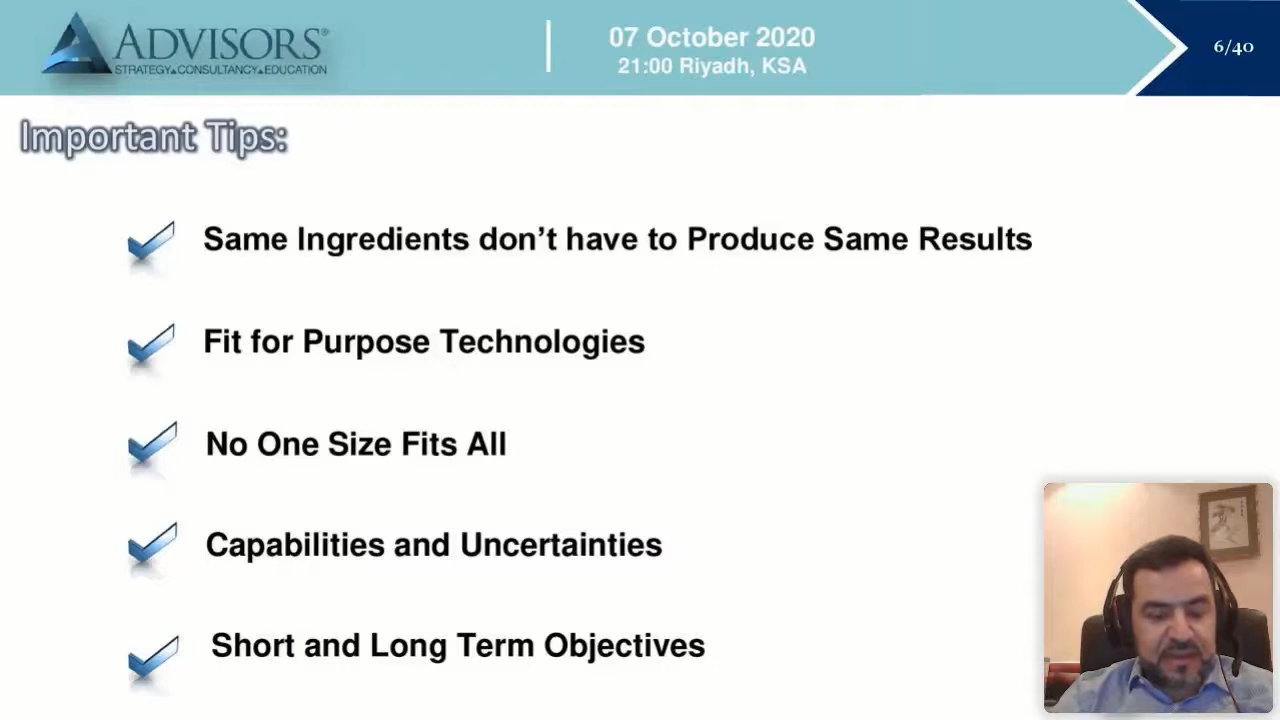 ADVISORS®
STRATEGY▲CONSULTANCY▲EDUCATION
07 October 2020
21:00 Riyadh, KSA
6/40
Important Tips:
Same Ingredients don’t have to Produce Same Results
Fit for Purpose Technologies
No One Size Fits All
Capabilities and Uncertainties
Short and Long Term Objectives